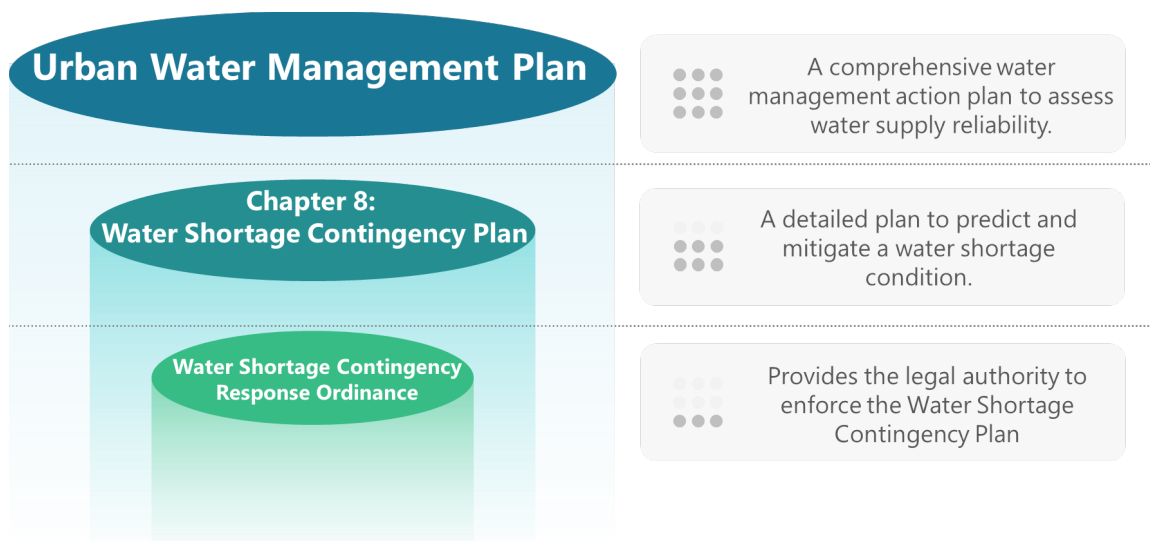 Urban Water Management Plan
A comprehensive water
management action plan to assess
water supply reliability.
Chapter 8:
Water Shortage Contingency Plan
A detailed plan to predict and
mitigate a water shortage
condition.
Water Shortage Contingency
Response Ordinance
Provides the legal authority to
enforce the Water Shortage
Contingency Plan